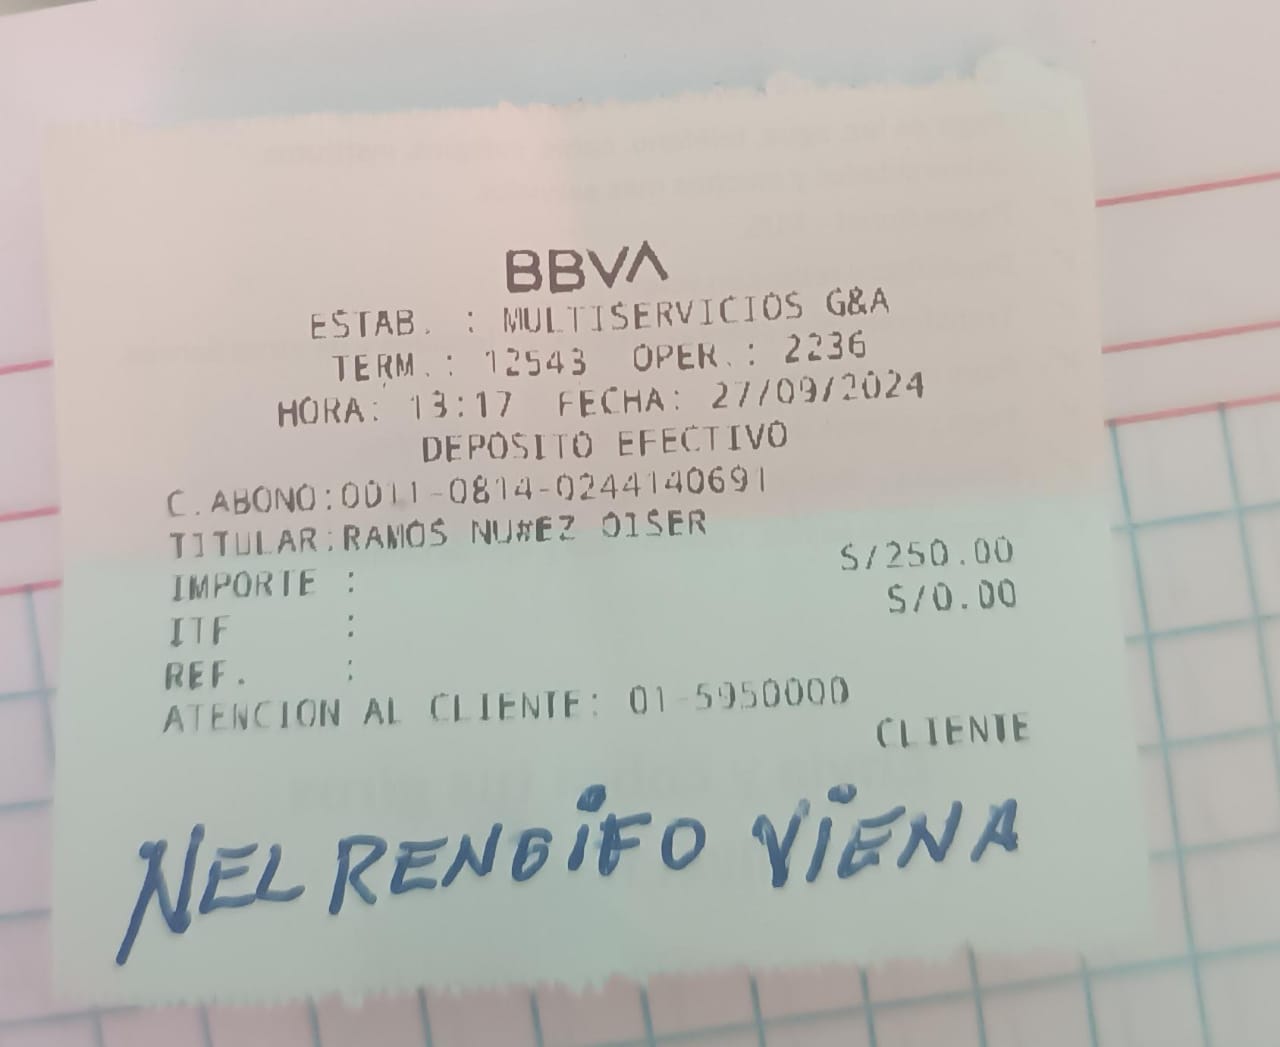 BBVA
ESTAB. : MULTISERVICIOS G&A
TERM.: 12543 OPER.: 2236
HORA: 13:17 FECHA: 27/09/2024
DEPOSITO EFECTIVO
C.ABONO:0011-0814-0244140691
TITULAR:RAMOS NU#EZ OISER
IMPORTE : S/250.00
ITF : S/0.00
REF. :
ATENCION AL CLIENTE: 01-5950000
CLIENTE
NEL RENGIFO VIENA